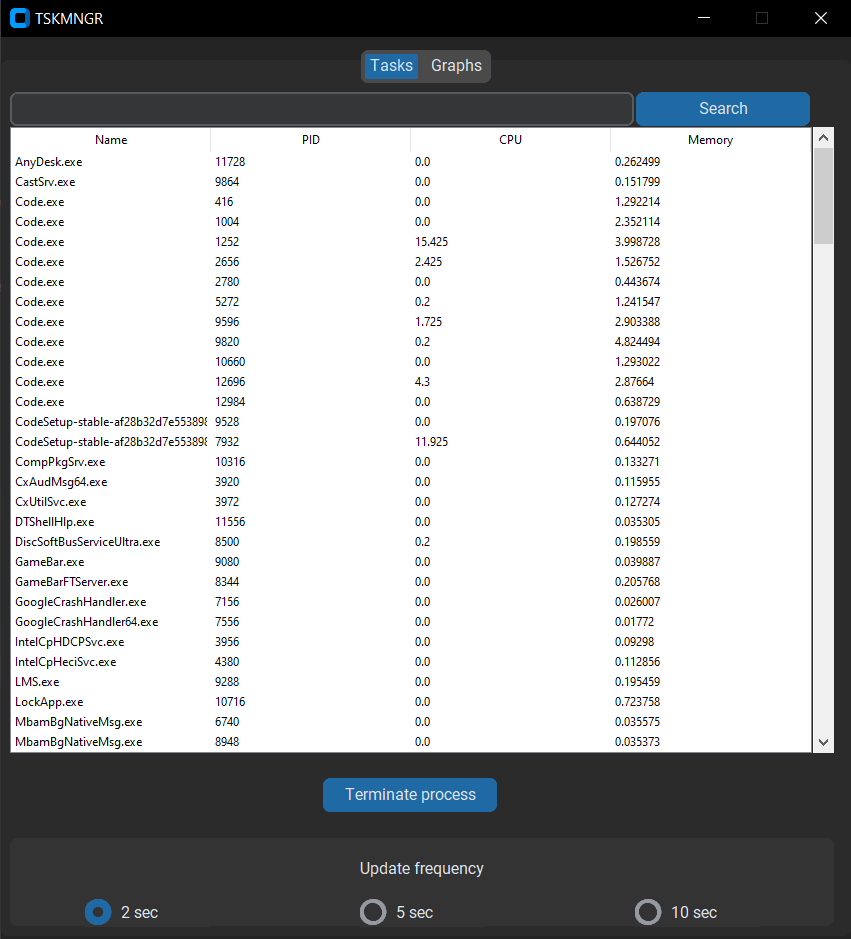 TSKMNGR
Tasks Graphs
Search
Name PID CPU Memory
AnyDesk.exe 11728 0.0 0.262499
CastSrv.exe 9864 0.0 0.151799
Code.exe 416 0.0 1.292214
Code.exe 1004 0.0 2.352114
Code.exe 1252 15.425 3.998728
Code.exe 2656 2.425 1.526752
Code.exe 2780 0.0 0.443674
Code.exe 5272 0.2 1.241547
Code.exe 9596 1.725 2.903388
Code.exe 9820 0.2 4.824494
Code.exe 10660 0.0 1.293022
Code.exe 12696 4.3 2.87664
Code.exe 12984 0.0 0.638729
CodeSetup-stable-af28b32d7e553898 9528 0.0 0.197076
CodeSetup-stable-af28b32d7e553898 7932 11.925 0.644052
CompPkgSrv.exe 10316 0.0 0.133271
CxAudMsg64.exe 3920 0.0 0.115955
CxUtilSvc.exe 3972 0.0 0.127274
DTShellHlp.exe 11556 0.0 0.035305
DiscSoftBusServiceUltra.exe 8500 0.2 0.198559
GameBar.exe 9080 0.0 0.039887
GameBarFTServer.exe 8344 0.0 0.205768
GoogleCrashHandler.exe 7156 0.0 0.026007
GoogleCrashHandler64.exe 7556 0.0 0.01772
IntelCpHDCPSvc.exe 3956 0.0 0.09298
IntelCpHeciSvc.exe 4380 0.0 0.112856
LMS.exe 9288 0.0 0.195459
LockApp.exe 10716 0.0 0.723758
MbamBgNativeMsg.exe 6740 0.0 0.035575
MbamBgNativeMsg.exe 8948 0.0 0.035373
Terminate process
Update frequency
2 sec 5 sec 10 sec